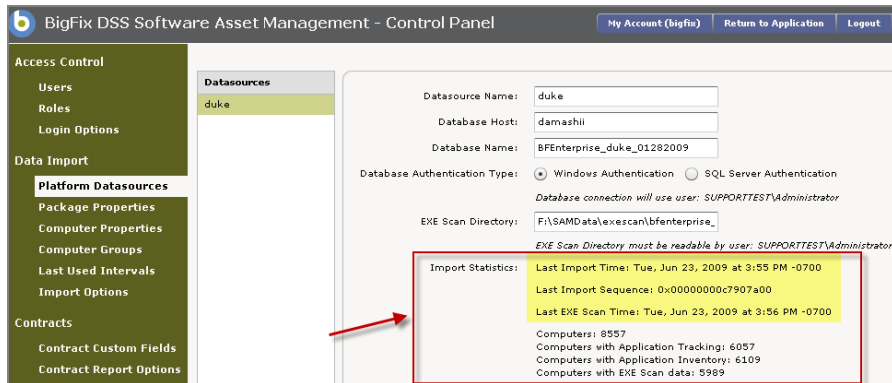 BigFix DSS Software Asset Management - Control Panel
My Account (bigfix)
Return to Application
Logout
Access Control
Users
Roles
Login Options
Data Import
Platform Datasources
Package Properties
Computer Properties
Computer Groups
Last Used Intervals
Import Options
Contracts
Contract Custom Fields
Contract Report Options
Datasources
duke
Datasource Name: duke
Database Host: damashii
Database Name: BFEnterprise_duke_01282009
Database Authentication Type: Windows Authentication SQL Server Authentication
Database connection will use user: SUPPORTTEST\Administrator
EXE Scan Directory: F:\SAMData\exescan\bfenterprise_
EXE Scan Directory must be readable by user: SUPPORTTEST\Administrator
Import Statistics: Last Import Time: Tue, Jun 23, 2009 at 3:55 PM -0700
Last Import Sequence: 0x00000000c7907a00
Last EXE Scan Time: Tue, Jun 23, 2009 at 3:56 PM -0700
Computers: 8557
Computers with Application Tracking: 6057
Computers with Application Inventory: 6109
Computers with EXE Scan data: 5989